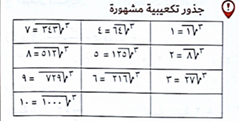 جذور تكعيبية مشهورة
∛١ = ١
∛٦٤ = ٤
∛٣٤٣ = ٧
∛٨ = ٢
∛١٢٥ = ٥
∛٥١٢ = ٨
∛٢٧ = ٣
∛٢١٦ = ٦
∛٧٢٩ = ٩
∛١٠٠٠ = ١٠